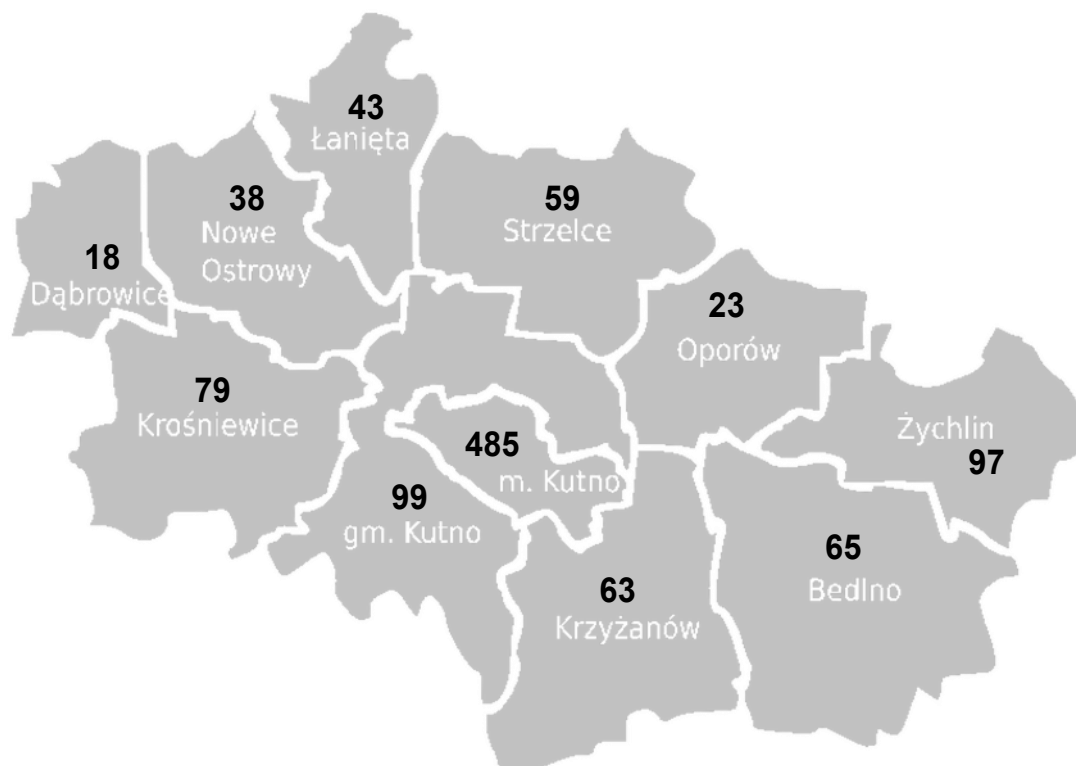 43
Łanięta
38
Nowe
Ostrowy
59
Strzelce
18
Dąbrowice
23
Oporów
79
Krośniewice
485
m. Kutno
Żychlin
97
99
gm. Kutno
65
Bedlno
63
Krzyżanów